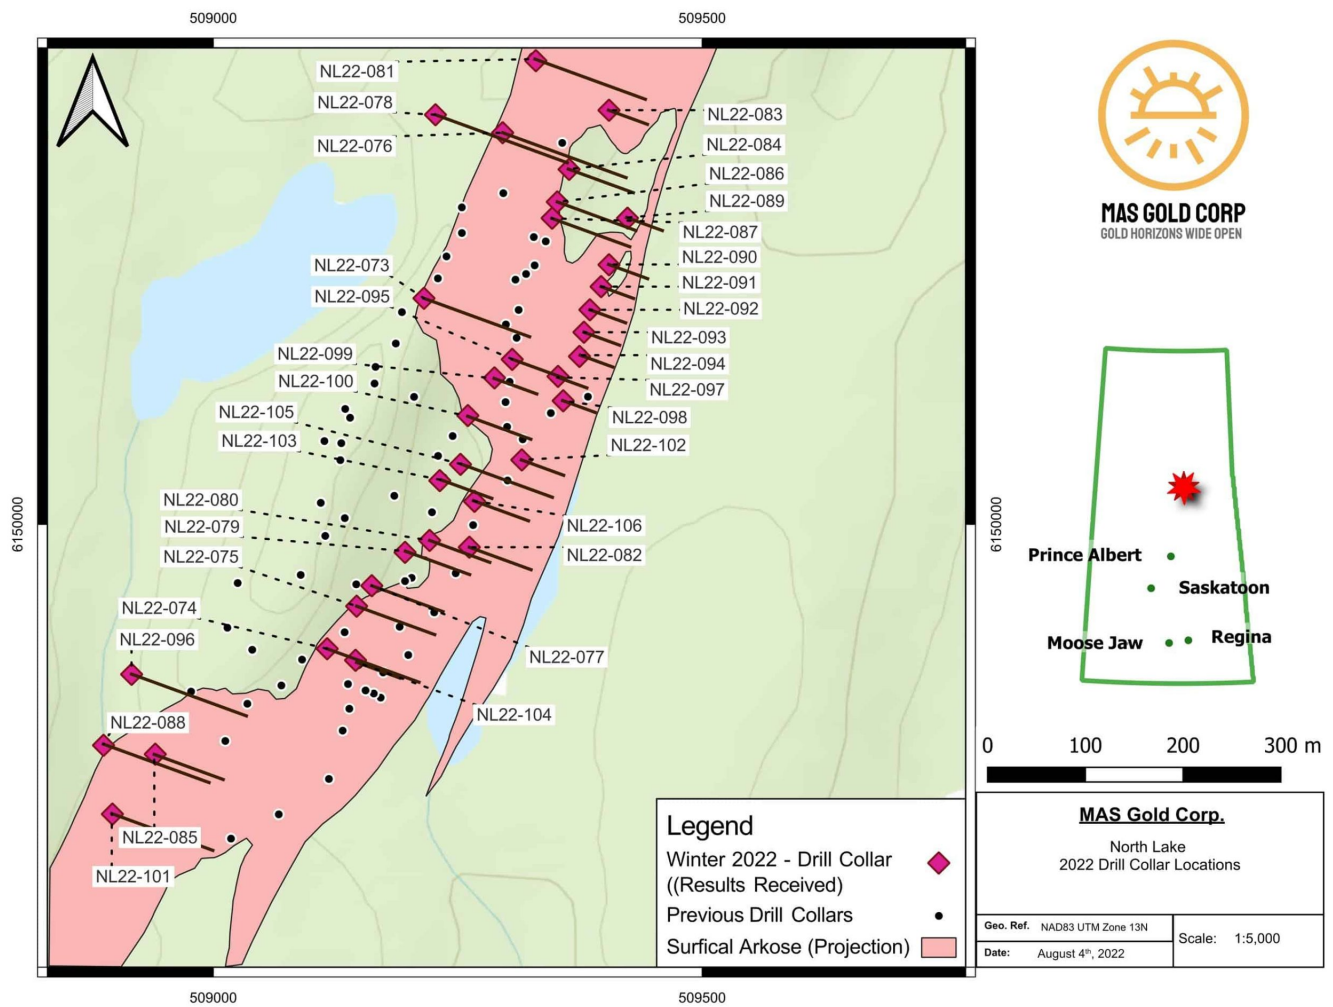 509000
509500
NL22-081
NL22-078
NL22-076
NL22-083
NL22-084
NL22-086
NL22-089
NL22-087
NL22-090
NL22-091
NL22-092
NL22-093
NL22-094
NL22-097
NL22-098
NL22-102
NL22-073
NL22-095
NL22-099
NL22-100
NL22-105
NL22-103
NL22-080
NL22-079
NL22-075
NL22-074
NL22-096
NL22-088
NL22-085
NL22-101
NL22-106
NL22-082
NL22-077
NL22-104
6150000
6150000
509000
509500
Legend
Winter 2022 - Drill Collar
((Results Received)
Previous Drill Collars
Surfical Arkose (Projection)
MAS GOLD CORP
GOLD HORIZONS WIDE OPEN
Prince Albert
Saskatoon
Moose Jaw
Regina
0 100 200 300 m
MAS Gold Corp.
North Lake
2022 Drill Collar Locations
Geo. Ref. NAD83 UTM Zone 13N
Date: August 4th, 2022
Scale: 1:5,000